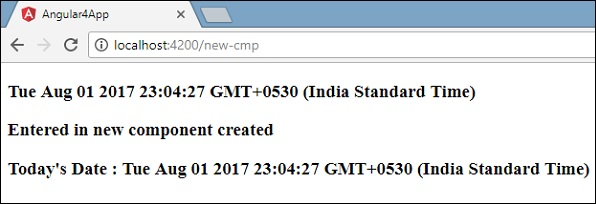 Angular4App
localhost:4200/new-cmp
Tue Aug 01 2017 23:04:27 GMT+0530 (India Standard Time)
Entered in new component created
Today's Date : Tue Aug 01 2017 23:04:27 GMT+0530 (India Standard Time)